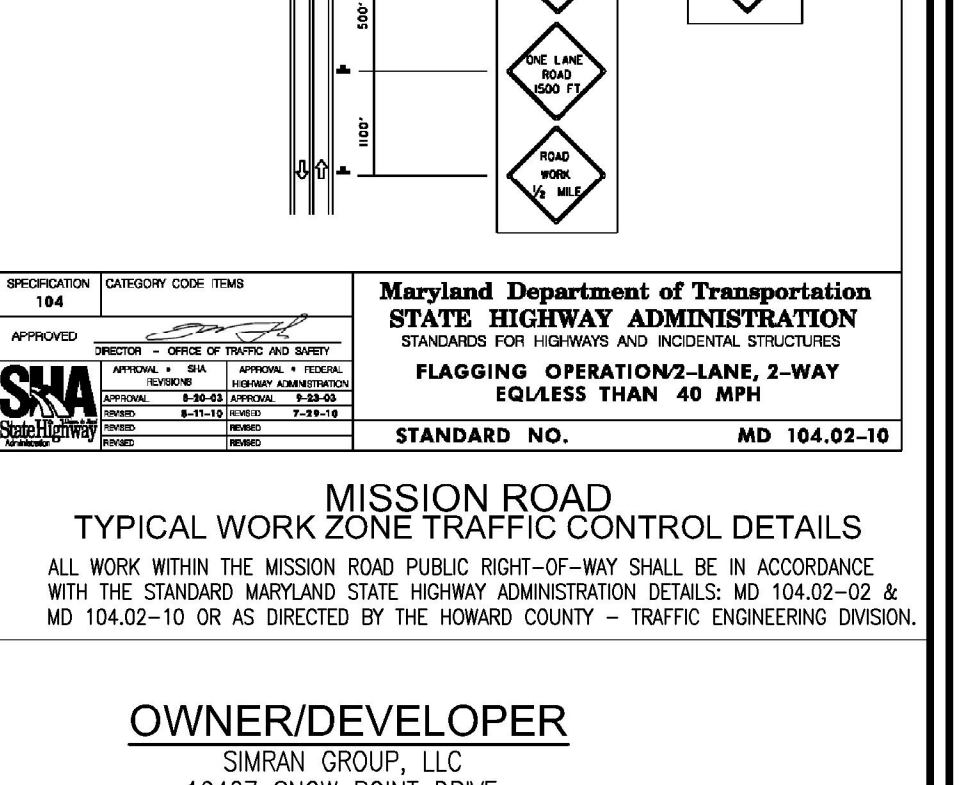 500'
ONE LANE
ROAD
1500 FT.
1100'
ROAD
WORK
1/2 MILE
SPECIFICATION
104
CATEGORY CODE ITEMS
APPROVED
DIRECTOR - OFFICE OF TRAFFIC AND SAFETY
SHA
StateHighway
Administration
APPROVAL • SHA
REVISIONS
APPROVAL • FEDERAL
HIGHWAY ADMINISTRATION
APPROVAL 8-20-03 APPROVAL 9-23-03
REVISED 8-11-10 REVISED 7-29-10
REVISED REVISED
REVISED REVISED
Maryland Department of Transportation
STATE HIGHWAY ADMINISTRATION
STANDARDS FOR HIGHWAYS AND INCIDENTAL STRUCTURES
FLAGGING OPERATION/2-LANE, 2-WAY
EQL/LESS THAN 40 MPH
STANDARD NO. MD 104.02-10
MISSION ROAD
TYPICAL WORK ZONE TRAFFIC CONTROL DETAILS
ALL WORK WITHIN THE MISSION ROAD PUBLIC RIGHT-OF-WAY SHALL BE IN ACCORDANCE
WITH THE STANDARD MARYLAND STATE HIGHWAY ADMINISTRATION DETAILS: MD 104.02-02 &
MD 104.02-10 OR AS DIRECTED BY THE HOWARD COUNTY - TRAFFIC ENGINEERING DIVISION.
OWNER/DEVELOPER
SIMRAN GROUP, LLC
SNOW POINT DRIVE